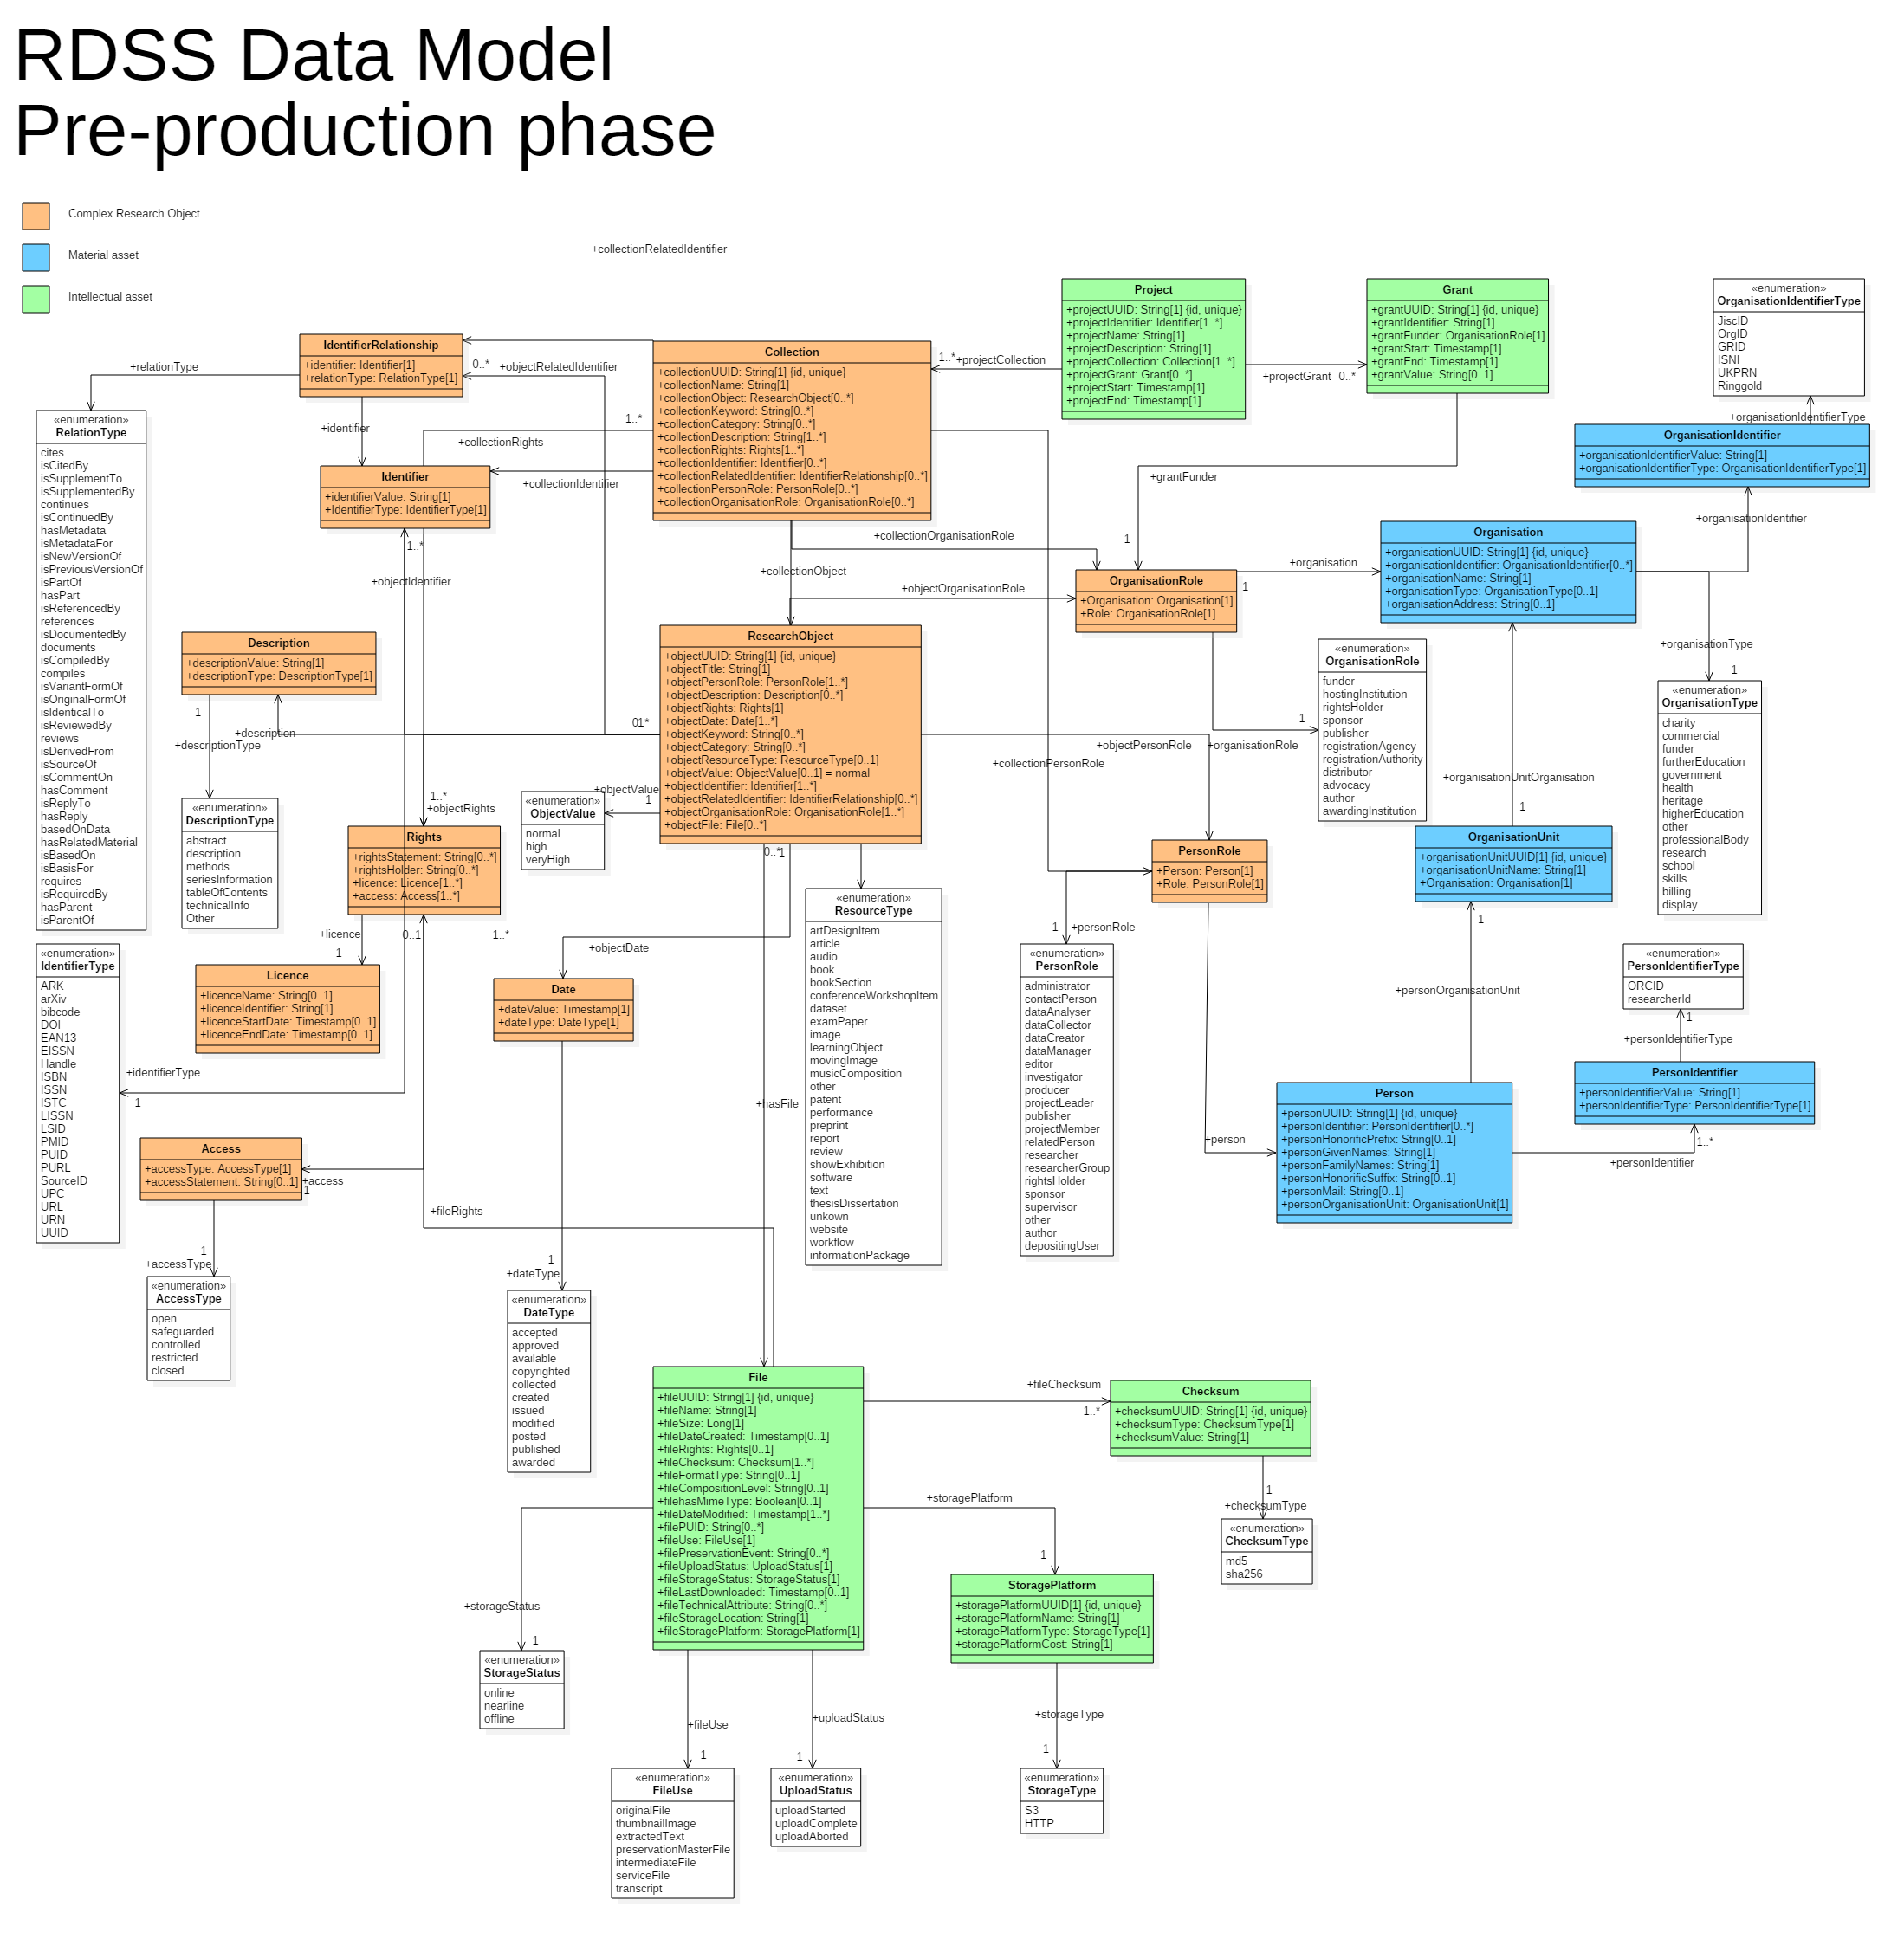 RDSS Data Model
Pre-production phase
Complex Research Object
Material asset
Intellectual asset
+collectionRelatedIdentifier
IdentifierRelationship
+identifier: Identifier[1]
+relationType: RelationType[1]
0..*
+objectRelatedIdentifier
+relationType
+identifier
Collection
+collectionUUID: String[1] {id, unique}
+collectionName: String[1]
+collectionObject: ResearchObject[0..*]
+collectionKeyword: String[0..*]
+collectionCategory: String[0..*]
+collectionDescription: String[1..*]
+collectionRights: Rights[1..*]
+collectionIdentifier: Identifier[0..*]
+collectionRelatedIdentifier: IdentifierRelationship[0..*]
+collectionPersonRole: PersonRole[0..*]
+collectionOrganisationRole: OrganisationRole[0..*]
1..*
+projectCollection
Project
+projectUUID: String[1] {id, unique}
+projectIdentifier: Identifier[1..*]
+projectName: String[1]
+projectDescription: String[1]
+projectCollection: Collection[1..*]
+projectGrant: Grant[0..*]
+projectStart: Timestamp[1]
+projectEnd: Timestamp[1]
+projectGrant
0..*
Grant
+grantUUID: String[1] {id, unique}
+grantIdentifier: String[1]
+grantFunder: OrganisationRole[1]
+grantStart: Timestamp[1]
+grantEnd: Timestamp[1]
+grantValue: String[0..1]
«enumeration»
OrganisationIdentifierType
JiscID
OrgID
GRID
ISNI
UKPRN
Ringgold
+organisationIdentifierType
OrganisationIdentifier
+organisationIdentifierValue: String[1]
+organisationIdentifierType: OrganisationIdentifierType[1]
+organisationIdentifier
«enumeration»
RelationType
cites
isCitedBy
isSupplementTo
isSupplementedBy
continues
isContinuedBy
hasMetadata
isMetadataFor
isNewVersionOf
isPreviousVersionOf
isPartOf
hasPart
isReferencedBy
references
isDocumentedBy
documents
isCompiledBy
compiles
isVariantFormOf
isOriginalFormOf
isIdenticalTo
isReviewedBy
reviews
isDerivedFrom
isSourceOf
isCommentOn
hasComment
isReplyTo
hasReply
basedOnData
hasRelatedMaterial
isBasedOn
isBasisFor
requires
isRequiredBy
hasParent
isParentOf
1..*
+collectionRights
+collectionIdentifier
Identifier
+identifierValue: String[1]
+IdentifierType: IdentifierType[1]
1..*
+objectIdentifier
+collectionOrganisationRole
+collectionObject
+objectOrganisationRole
+grantFunder
1
OrganisationRole
+Organisation: Organisation[1]
+Role: OrganisationRole[1]
+organisation
1
Organisation
+organisationUUID: String[1] {id, unique}
+organisationIdentifier: OrganisationIdentifier[0..*]
+organisationName: String[1]
+organisationType: OrganisationType[0..1]
+organisationAddress: String[0..1]
+organisationType
1
Description
+descriptionValue: String[1]
+descriptionType: DescriptionType[1]
1
+description
+descriptionType
«enumeration»
DescriptionType
abstract
description
methods
seriesInformation
tableOfContents
technicalInfo
Other
ResearchObject
+objectUUID: String[1] {id, unique}
+objectTitle: String[1]
+objectPersonRole: PersonRole[1..*]
+objectDescription: Description[0..*]
+objectRights: Rights[1]
+objectDate: Date[1..*]
+objectKeyword: String[0..*]
+objectCategory: String[0..*]
+objectResourceType: ResourceType[0..1]
+objectValue: ObjectValue[0..1] = normal
+objectIdentifier: Identifier[1..*]
+objectRelatedIdentifier: IdentifierRelationship[0..*]
+objectOrganisationRole: OrganisationRole[1..*]
+objectFile: File[0..*]
+objectValue
1
«enumeration»
ObjectValue
normal
high
veryHigh
1..*
+objectRights
«enumeration»
OrganisationRole
funder
hostingInstitution
rightsHolder
sponsor
publisher
registrationAgency
registrationAuthority
distributor
advocacy
author
awardingInstitution
1
+organisationRole
+objectPersonRole
+collectionPersonRole
«enumeration»
OrganisationType
charity
commercial
funder
furtherEducation
government
health
heritage
higherEducation
other
professionalBody
research
school
skills
billing
display
+organisationUnitOrganisation
1
OrganisationUnit
+organisationUnitUUID[1] {id, unique}
+organisationUnitName: String[1]
+Organisation: Organisation[1]
1
Rights
+rightsStatement: String[0..*]
+rightsHolder: String[0..*]
+licence: Licence[1..*]
+access: Access[1..*]
+licence
1
0..1
1..*
0..*
1
+objectDate
PersonRole
+Person: Person[1]
+Role: PersonRole[1]
1
+personRole
«enumeration»
ResourceType
artDesignItem
article
audio
book
bookSection
conferenceWorkshopItem
dataset
examPaper
image
learningObject
movingImage
musicComposition
other
patent
performance
preprint
report
review
showExhibition
software
text
thesisDissertation
unkown
website
workflow
informationPackage
«enumeration»
PersonRole
administrator
contactPerson
dataAnalyser
dataCollector
dataCreator
dataManager
editor
investigator
producer
projectLeader
publisher
projectMember
relatedPerson
researcher
researcherGroup
rightsHolder
sponsor
supervisor
other
author
depositingUser
«enumeration»
PersonIdentifierType
ORCID
researcherId
1
+personIdentifierType
PersonIdentifier
+personIdentifierValue: String[1]
+personIdentifierType: PersonIdentifierType[1]
1..*
+personIdentifier
+personOrganisationUnit
Person
+personUUID: String[1] {id, unique}
+personIdentifier: PersonIdentifier[0..*]
+personHonorificPrefix: String[0..1]
+personGivenNames: String[1]
+personFamilyNames: String[1]
+personHonorificSuffix: String[0..1]
+personMail: String[0..1]
+personOrganisationUnit: OrganisationUnit[1]
+person
«enumeration»
IdentifierType
ARK
arXiv
bibcode
DOI
EAN13
EISSN
Handle
ISBN
ISSN
ISTC
LISSN
LSID
PMID
PUID
PURL
SourceID
UPC
URL
URN
UUID
+identifierType
1
Licence
+licenceName: String[0..1]
+licenceIdentifier: String[1]
+licenceStartDate: Timestamp[0..1]
+licenceEndDate: Timestamp[0..1]
Date
+dateValue: Timestamp[1]
+dateType: DateType[1]
+hasFile
Access
+accessType: AccessType[1]
+accessStatement: String[0..1]
+access
1
+fileRights
1
+accessType
«enumeration»
AccessType
open
safeguarded
controlled
restricted
closed
1
+dateType
«enumeration»
DateType
accepted
approved
available
copyrighted
collected
created
issued
modified
posted
published
awarded
File
+fileUUID: String[1] {id, unique}
+fileName: String[1]
+fileSize: Long[1]
+fileDateCreated: Timestamp[0..1]
+fileRights: Rights[0..1]
+fileChecksum: Checksum[1..*]
+fileFormatType: String[0..1]
+fileCompositionLevel: String[0..1]
+filehasMimeType: Boolean[0..1]
+fileDateModified: Timestamp[1..*]
+filePUID: String[0..*]
+fileUse: FileUse[1]
+filePreservationEvent: String[0..*]
+fileUploadStatus: UploadStatus[1]
+fileStorageStatus: StorageStatus[1]
+fileLastDownloaded: Timestamp[0..1]
+fileTechnicalAttribute: String[0..*]
+fileStorageLocation: String[1]
+fileStoragePlatform: StoragePlatform[1]
+fileChecksum
1..*
Checksum
+checksumUUID: String[1] {id, unique}
+checksumType: ChecksumType[1]
+checksumValue: String[1]
1
+checksumType
«enumeration»
ChecksumType
md5
sha256
+storagePlatform
1
StoragePlatform
+storagePlatformUUID[1] {id, unique}
+storagePlatformName: String[1]
+storagePlatformType: StorageType[1]
+storagePlatformCost: String[1]
+storageStatus
1
«enumeration»
StorageStatus
online
nearline
offline
+fileUse
1
+uploadStatus
1
+storageType
1
«enumeration»
FileUse
originalFile
thumbnailImage
extractedText
preservationMasterFile
intermediateFile
serviceFile
transcript
«enumeration»
UploadStatus
uploadStarted
uploadComplete
uploadAborted
«enumeration»
StorageType
S3
HTTP